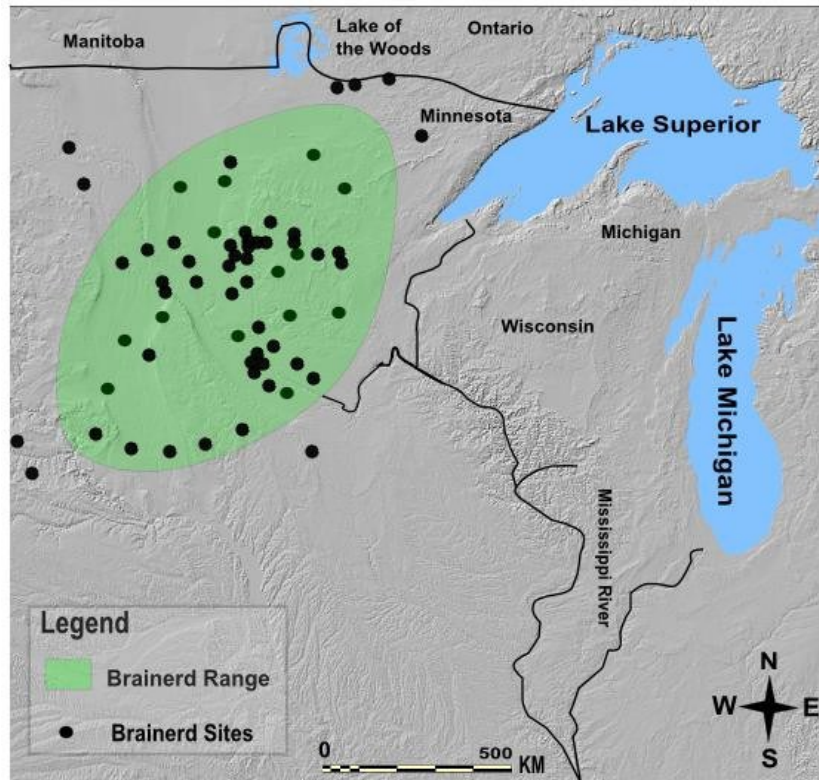 Manitoba
Lake of
the Woods
Ontario
Minnesota
Lake Superior
Michigan
Wisconsin
Lake Michigan
Mississippi River
Legend
Brainerd Range
Brainerd Sites
0 500
KM
N
W E
S